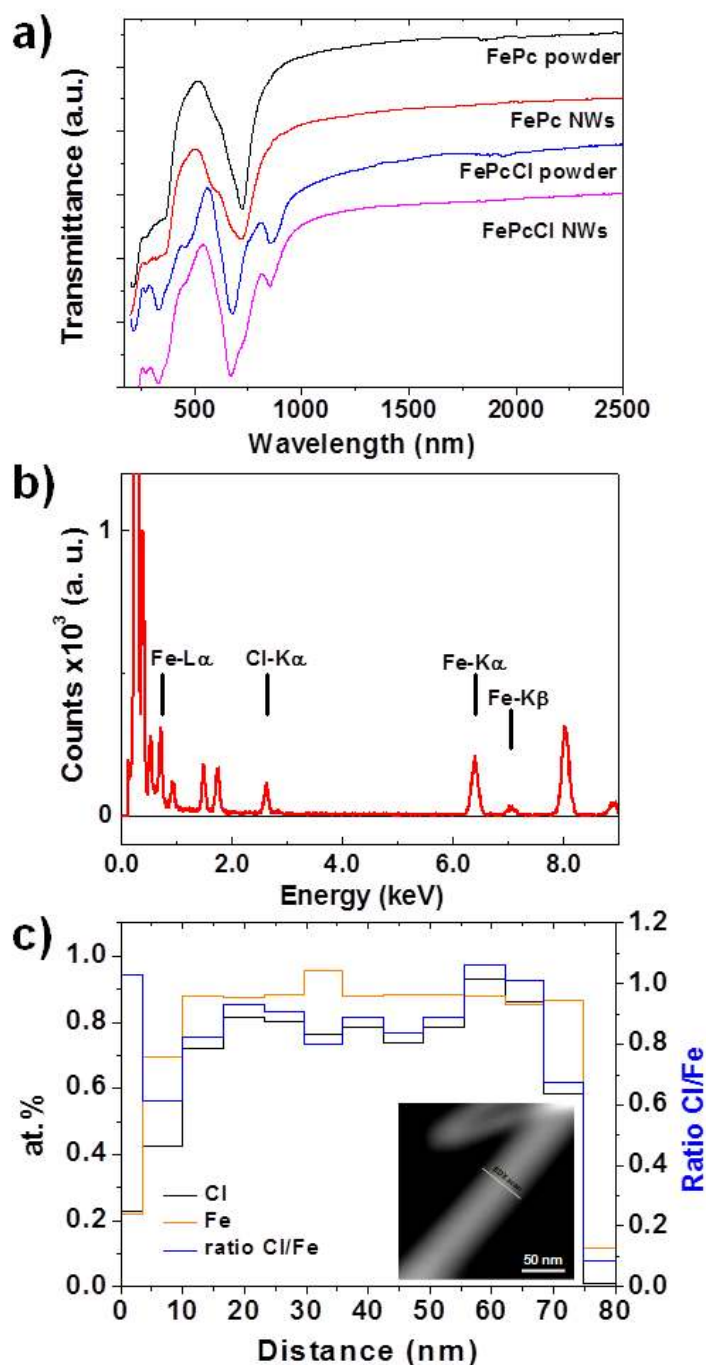 a)
Transmittance (a.u.)
FePc powder
FePc NWs
FePcCl powder
FePcCl NWs
500 1000 1500 2000 2500
Wavelength (nm)
b)
Counts x10³ (a. u.)
1
0
Fe-Lα
Cl-Kα
Fe-Kα
Fe-Kβ
0.0 2.0 4.0 6.0 8.0
Energy (keV)
c)
at.%
1.0
0.8
0.6
0.4
0.2
0.0
Cl
Fe
ratio Cl/Fe
EDX scan
50 nm
1.2
1.0
0.8
0.6
0.4
0.2
0.0
Ratio Cl/Fe
0 10 20 30 40 50 60 70 80
Distance (nm)